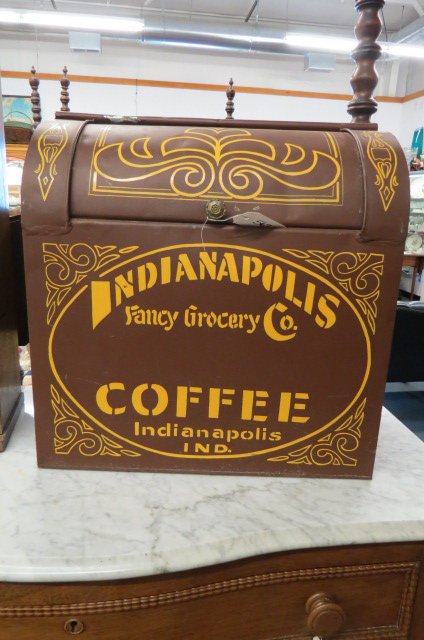 INDIANAPOLIS
Fancy Grocery Co.
COFFEE
Indianapolis
IND.